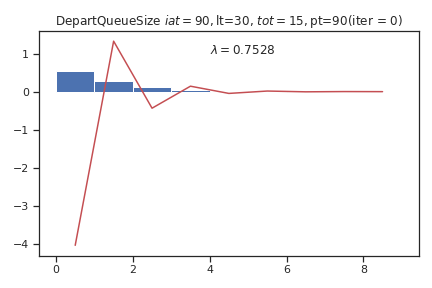 DepartQueueSize iat = 90, lt=30, tot = 15, pt=90(iter = 0)
λ = 0.7528
1
0
−1
−2
−3
−4
0 2 4 6 8